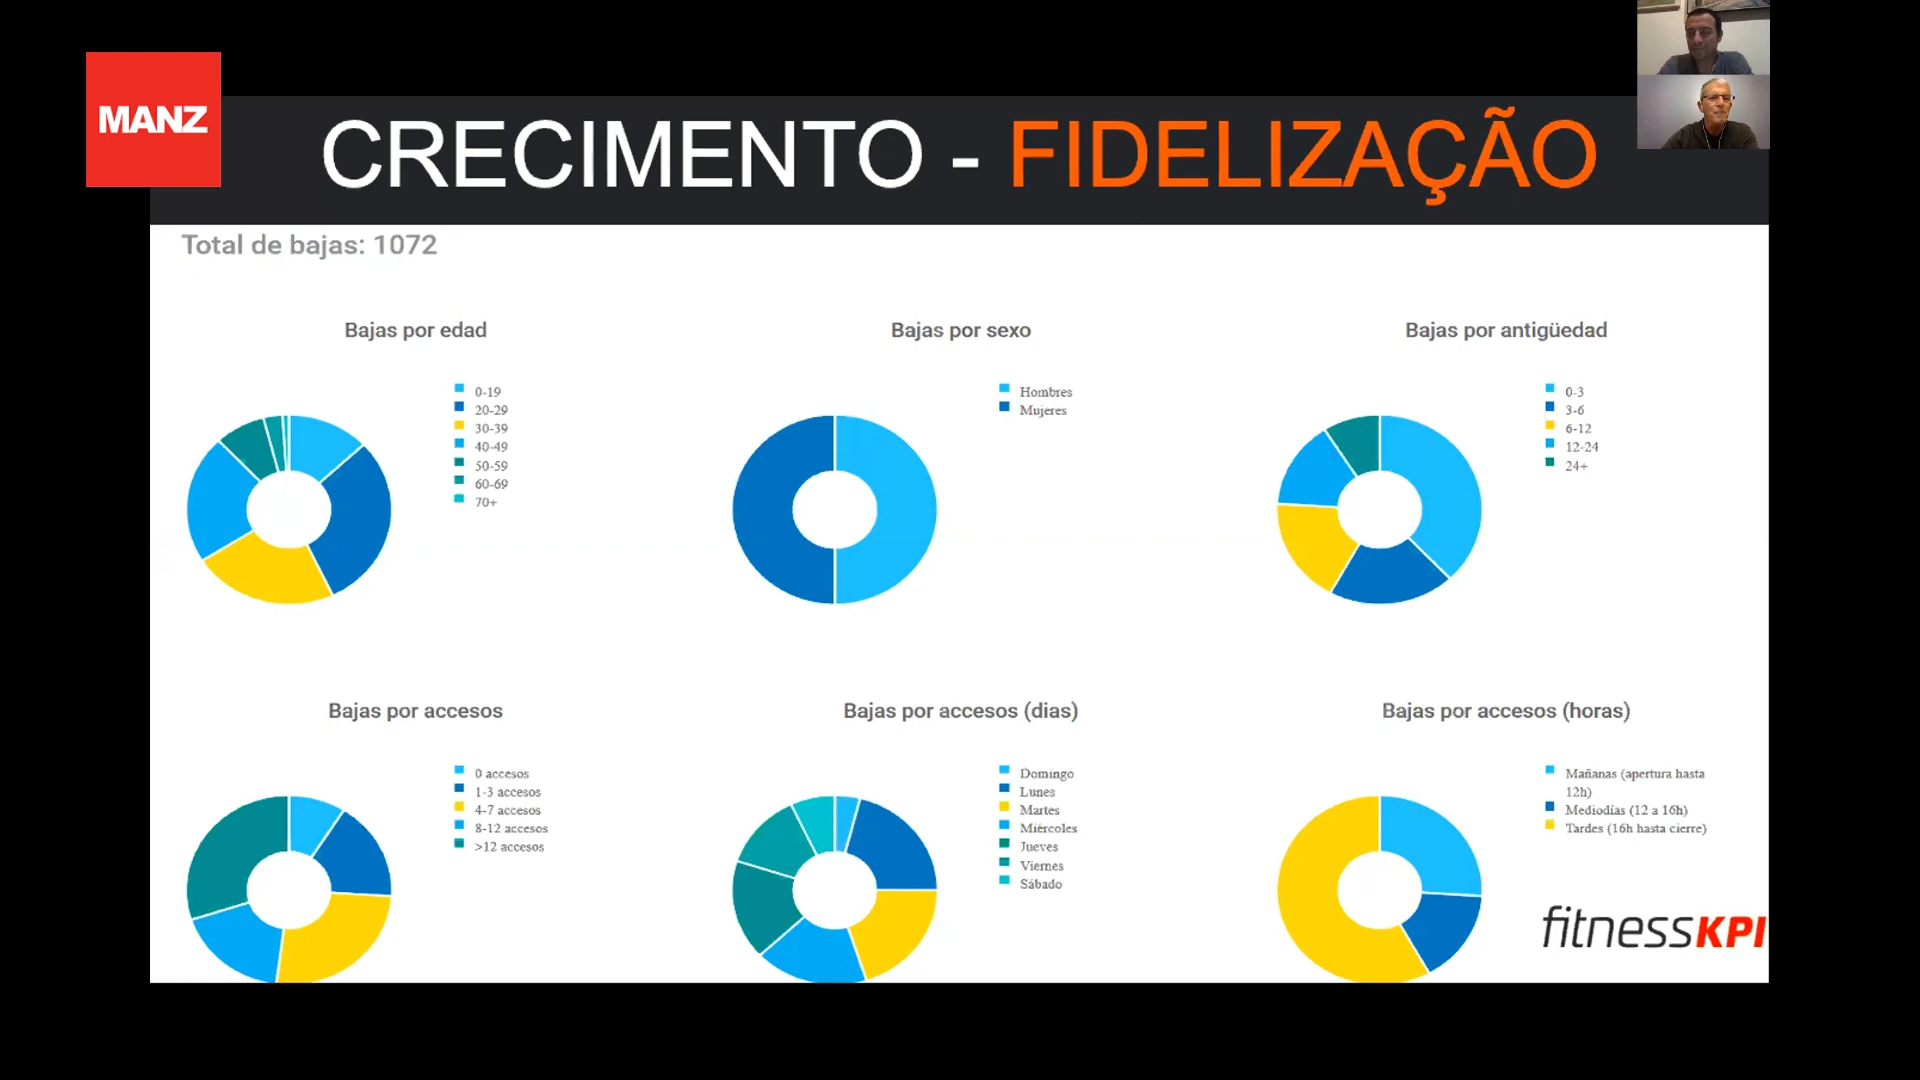 MANZ
CRECIMENTO - FIDELIZAÇÃO
Total de bajas: 1072
Bajas por edad
0-19
20-29
30-39
40-49
50-59
60-69
70+
Bajas por sexo
Hombres
Mujeres
Bajas por antigüedad
0-3
3-6
6-12
12-24
24+
Bajas por accesos
0 accesos
1-3 accesos
4-7 accesos
8-12 accesos
>12 accesos
Bajas por accesos (dias)
Domingo
Lunes
Martes
Miércoles
Jueves
Viernes
Sábado
Bajas por accesos (horas)
Mañanas (apertura hasta
12h)
Mediodías (12 a 16h)
Tardes (16h hasta cierre)
fitnessKPI